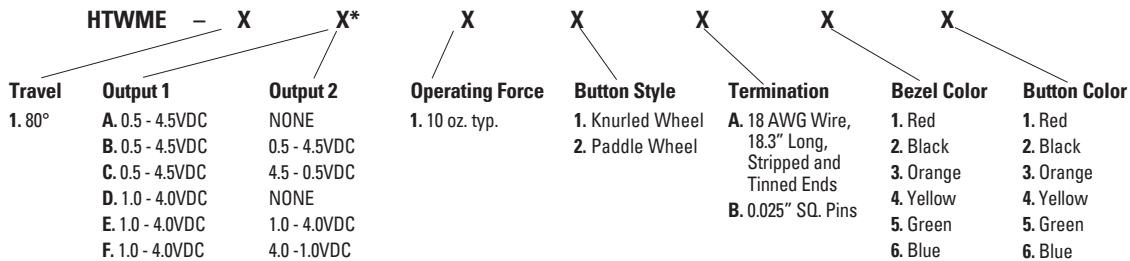 HTWME – X X* X X X X X
Travel
1. 80°
Output 1 Output 2
A. 0.5 - 4.5VDC NONE
B. 0.5 - 4.5VDC 0.5 - 4.5VDC
C. 0.5 - 4.5VDC 4.5 - 0.5VDC
D. 1.0 - 4.0VDC NONE
E. 1.0 - 4.0VDC 1.0 - 4.0VDC
F. 1.0 - 4.0VDC 4.0 -1.0VDC
Operating Force
1. 10 oz. typ.
Button Style
1. Knurled Wheel
2. Paddle Wheel
Termination
A. 18 AWG Wire,
18.3" Long,
Stripped and
Tinned Ends
B. 0.025" SQ. Pins
Bezel Color
1. Red
2. Black
3. Orange
4. Yellow
5. Green
6. Blue
Button Color
1. Red
2. Black
3. Orange
4. Yellow
5. Green
6. Blue